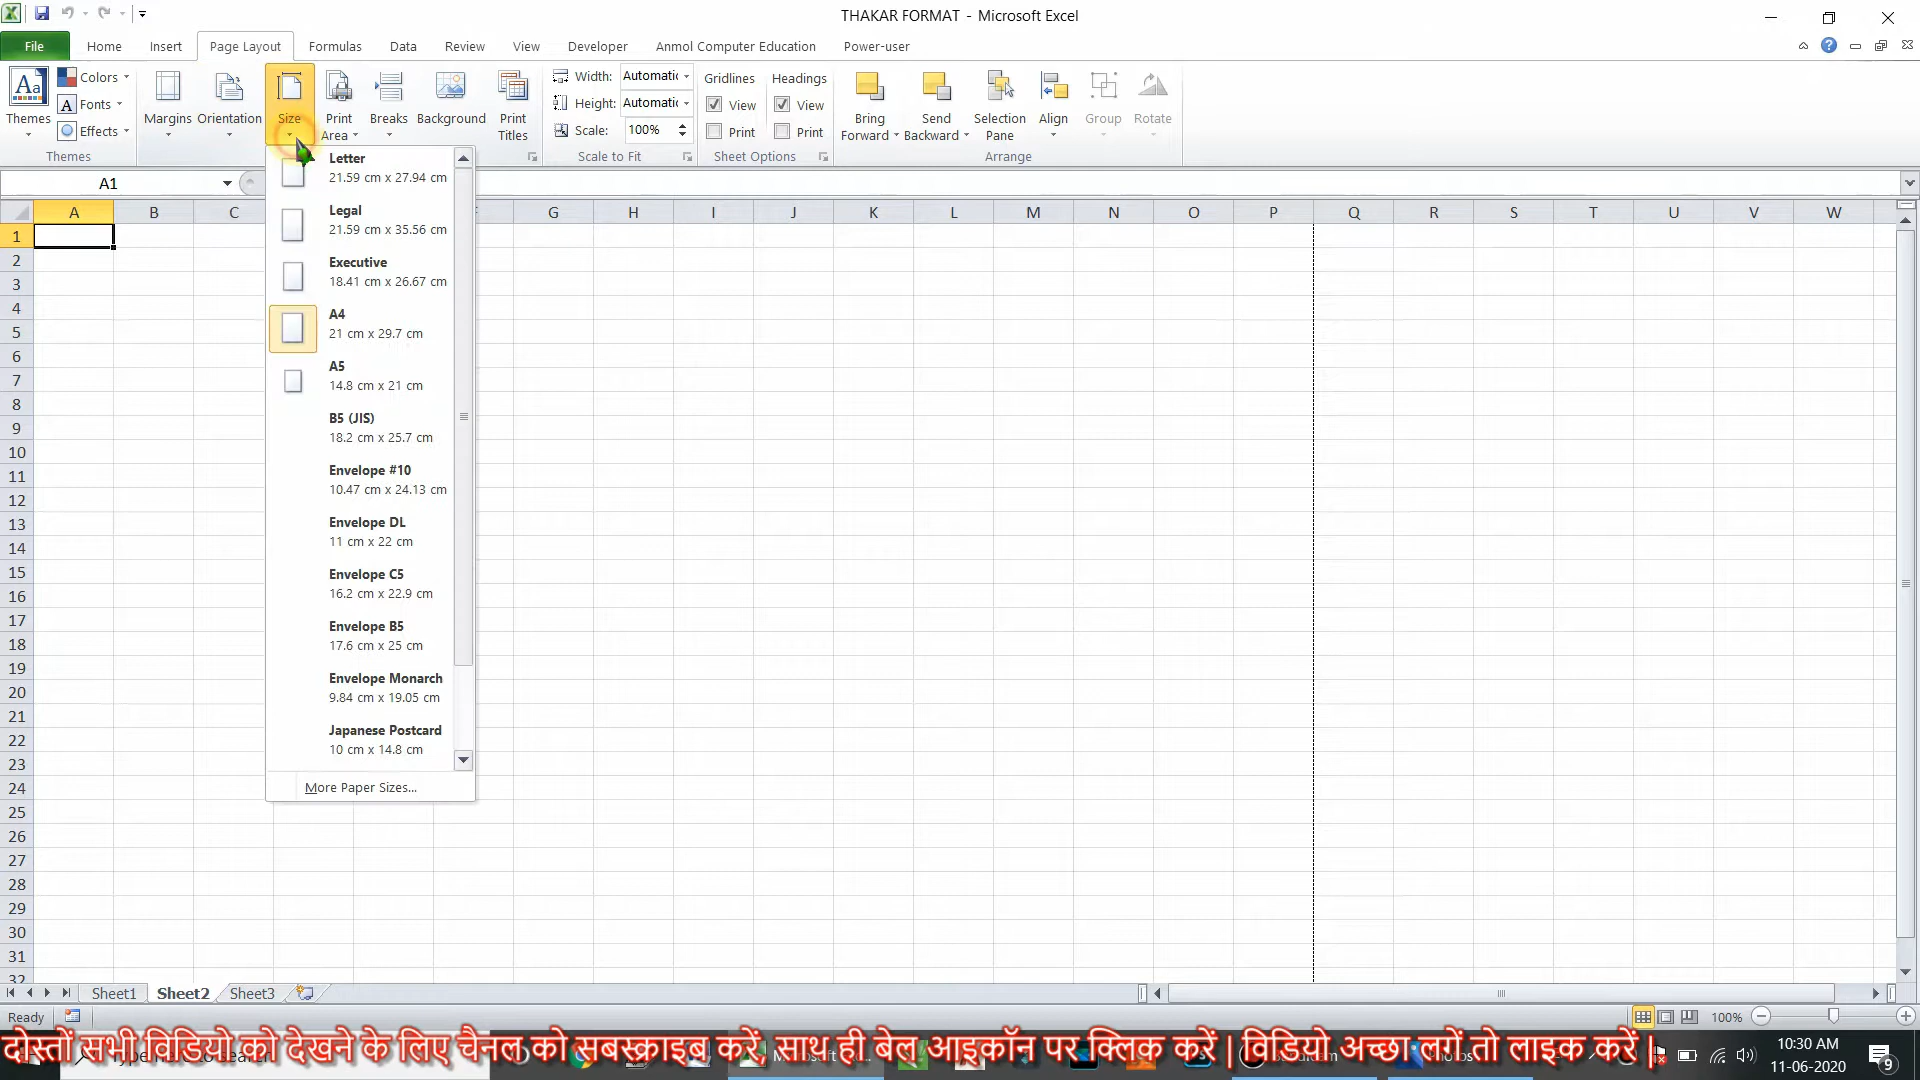 THAKAR FORMAT - Microsoft Excel
File Home Insert Page Layout Formulas Data Review View Developer Anmol Computer Education Power-user
Themes
Colors
Fonts
Effects
Themes
Margins
Orientation
Size
Print Area
Breaks
Background
Print Titles
Width: Automatic
Height: Automatic
Scale: 100%
Scale to Fit
Gridlines
View
Print
Headings
View
Print
Sheet Options
Bring Forward
Send Backward
Selection Pane
Align
Group
Rotate
Arrange
A1
A B C G H I J K L M N O P Q R S T U V W
1
2
3
4
5
6
7
8
9
10
11
12
13
14
15
16
17
18
19
20
21
22
23
24
25
26
27
28
29
30
31
32
Letter
21.59 cm x 27.94 cm
Legal
21.59 cm x 35.56 cm
Executive
18.41 cm x 26.67 cm
A4
21 cm x 29.7 cm
A5
14.8 cm x 21 cm
B5 (JIS)
18.2 cm x 25.7 cm
Envelope #10
10.47 cm x 24.13 cm
Envelope DL
11 cm x 22 cm
Envelope C5
16.2 cm x 22.9 cm
Envelope B5
17.6 cm x 25 cm
Envelope Monarch
9.84 cm x 19.05 cm
Japanese Postcard
10 cm x 14.8 cm
More Paper Sizes...
Sheet1 Sheet2 Sheet3
Ready
100%
दोस्तों सभी विडियो को देखने के लिए चैनल को सबस्क्राइब करें, साथ ही बेल आइकॉन पर क्लिक करें | विडियो अच्छा लगें तो लाइक करें |
10:30 AM
11-06-2020
9